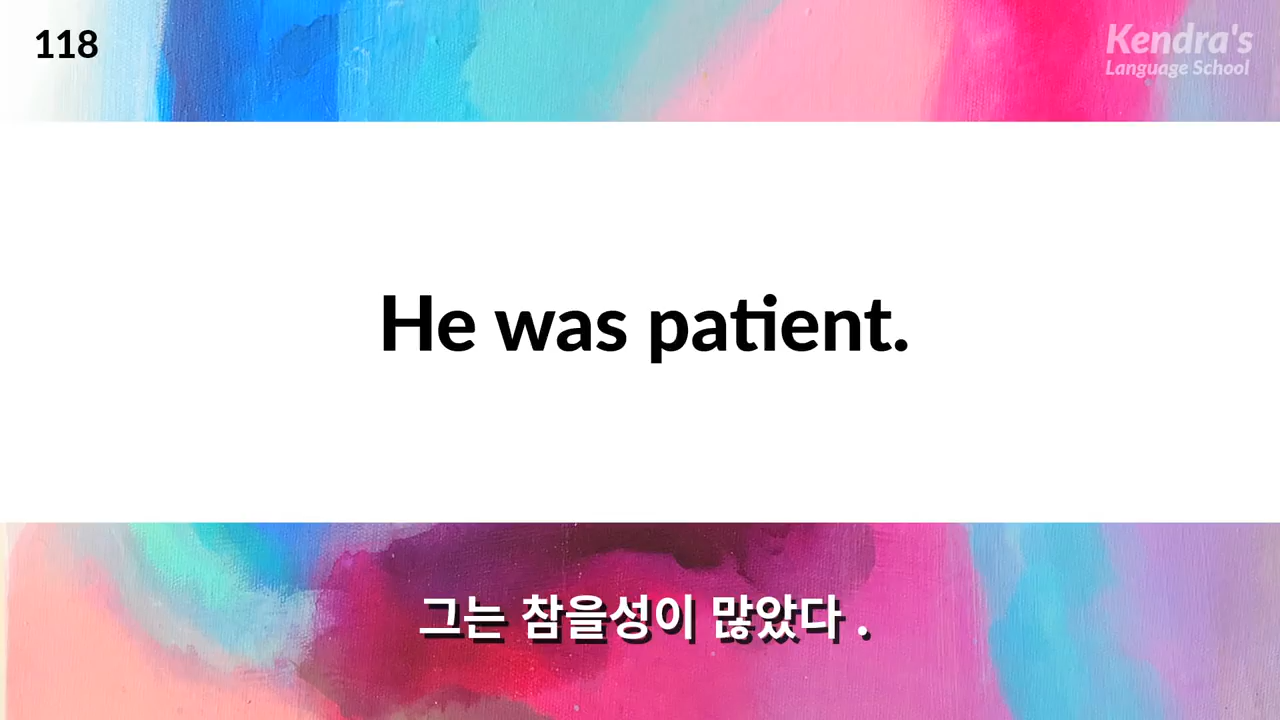 118
Kendra's
Language School
He was patient.
그는 참을성이 많았다 .